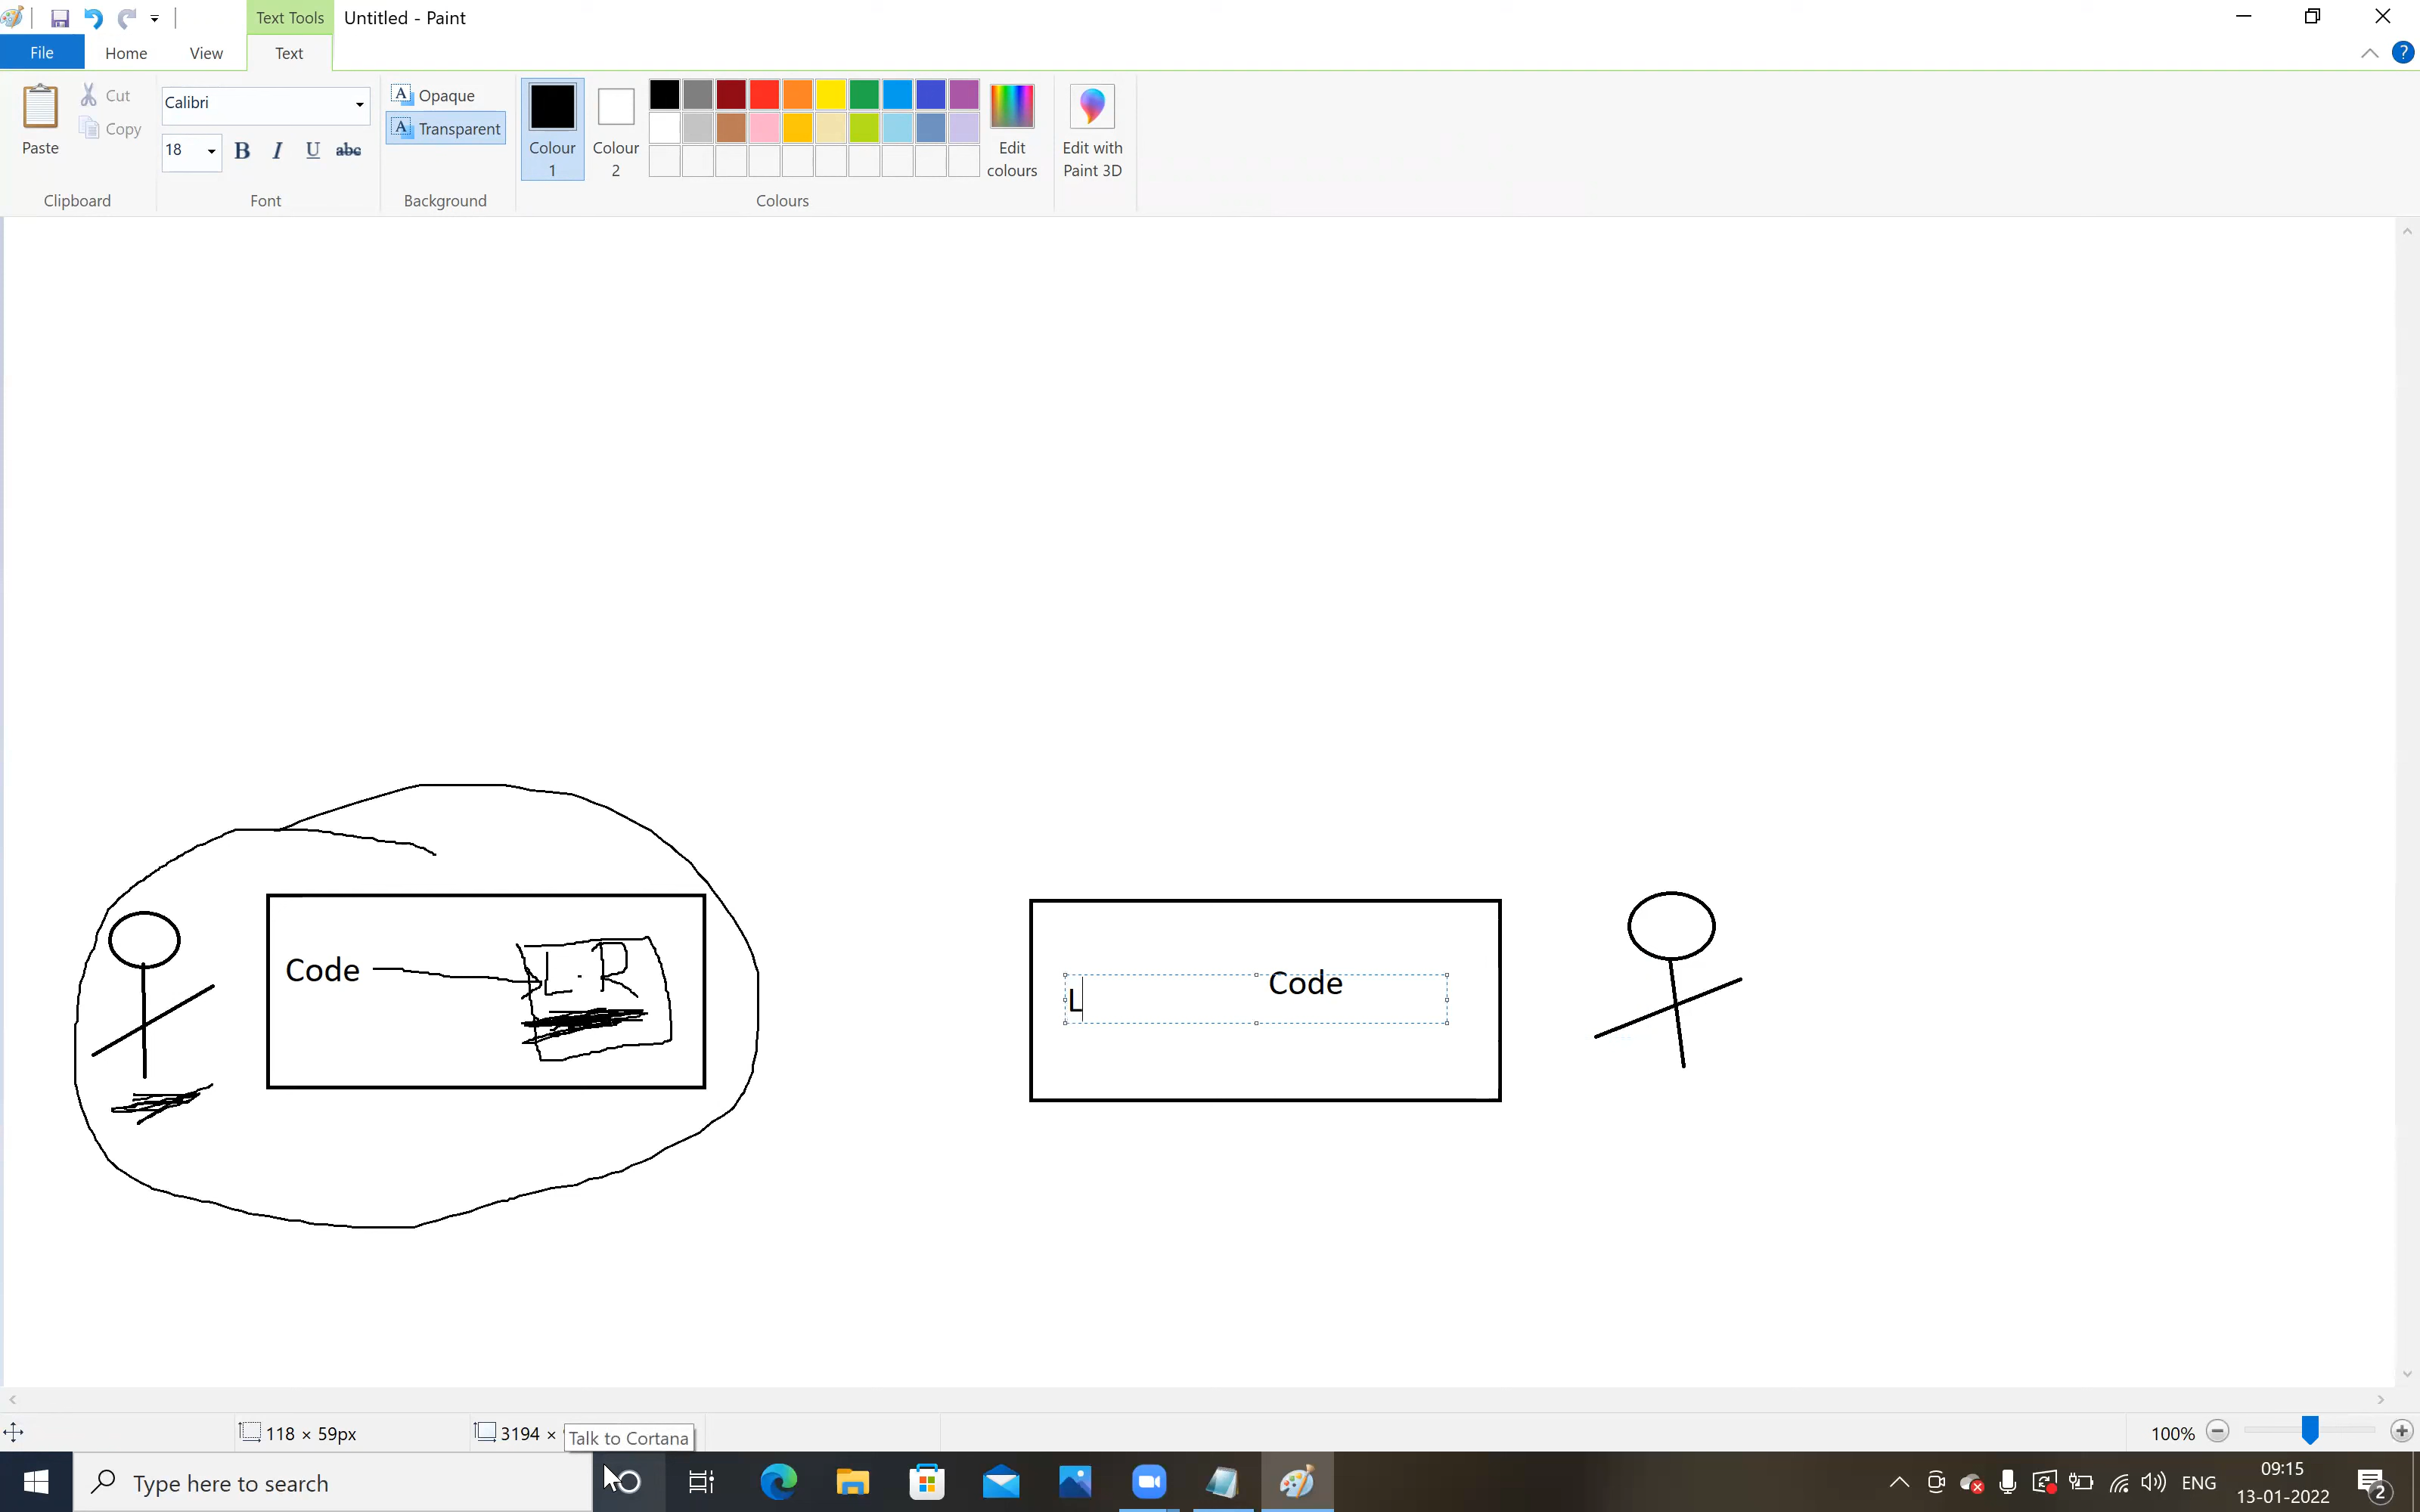 Text Tools
Untitled - Paint
File
Home
View
Text
Paste
Cut
Copy
Clipboard
Calibri
18
B I U abc
Font
A Opaque
A Transparent
Background
Colour 1
Colour 2
Edit colours
Colours
Edit with Paint 3D
Code
L.R
L
Code
118 × 59px
3194 ×
Talk to Cortana
100%
Type here to search
ENG
09:15
13-01-2022
2